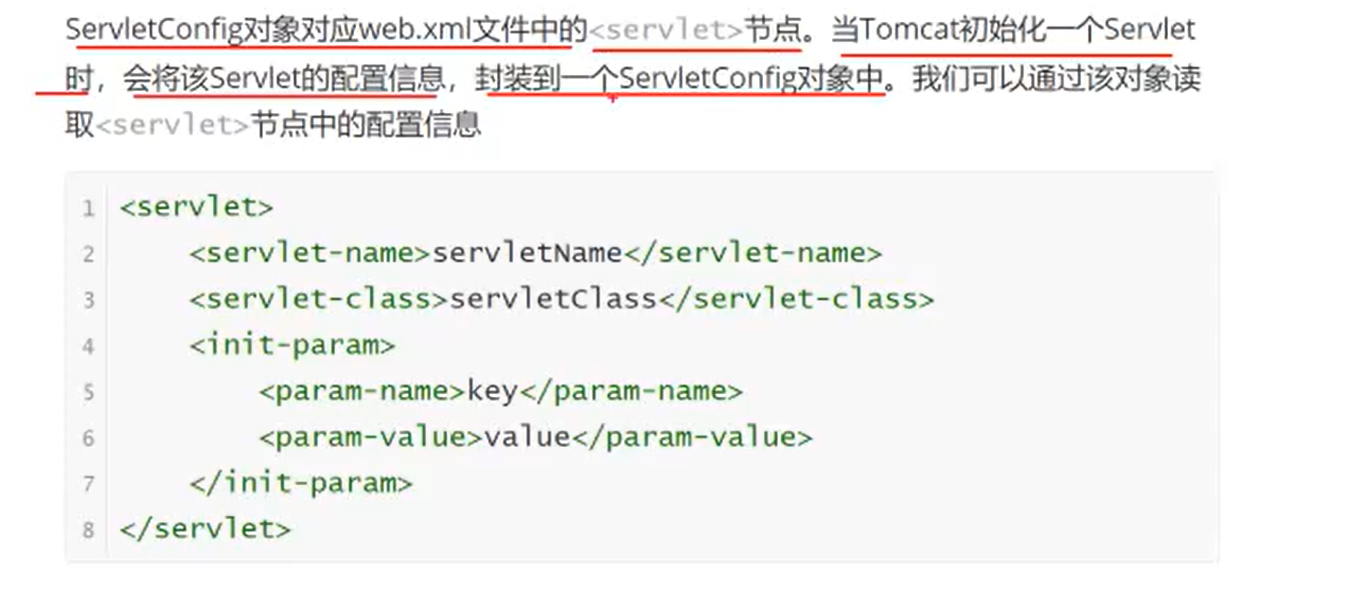 ServletConfig对象对应web.xml文件中的<servlet>节点。当Tomcat初始化一个Servlet
时，会将该Servlet的配置信息，封装到一个ServletConfig对象中。我们可以通过该对象读
取<servlet>节点中的配置信息
1 <servlet>
2     <servlet-name>servletName</servlet-name>
3     <servlet-class>servletClass</servlet-class>
4     <init-param>
5         <param-name>key</param-name>
6         <param-value>value</param-value>
7     </init-param>
8 </servlet>